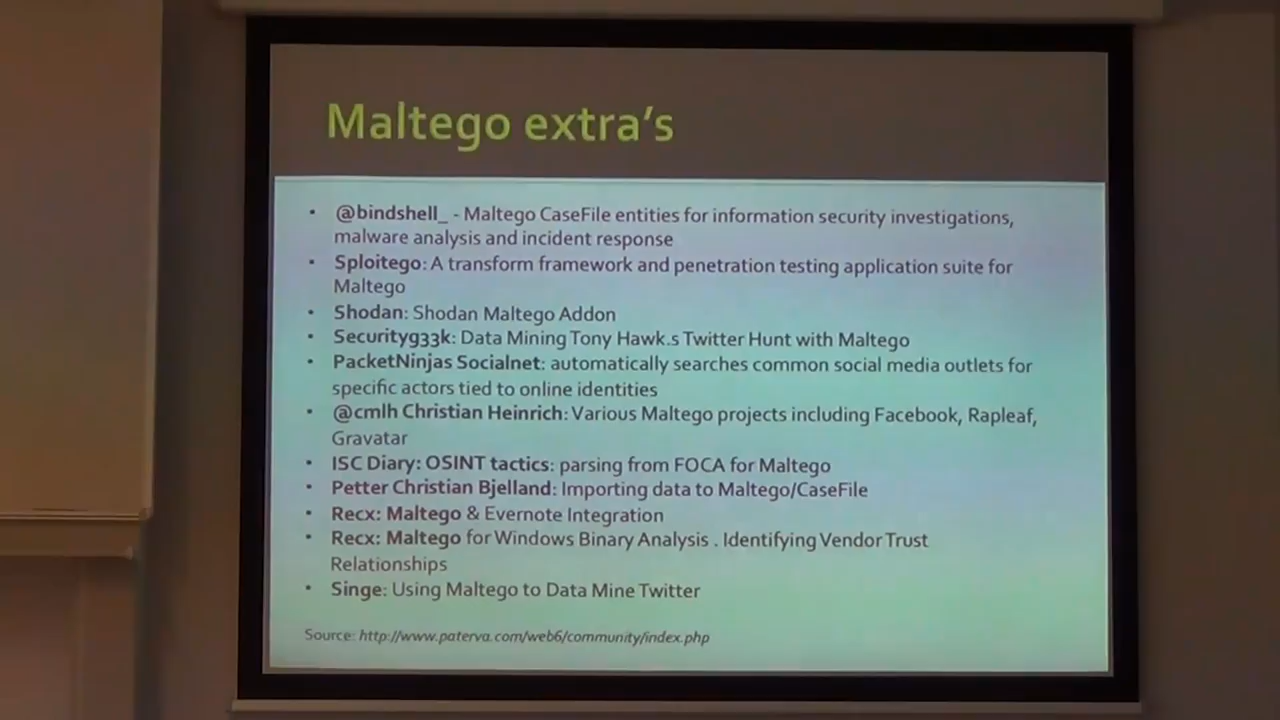 Maltego extra's
• @bindshell_ - Maltego CaseFile entities for information security investigations,
malware analysis and incident response
• Sploitego: A transform framework and penetration testing application suite for
Maltego
• Shodan: Shodan Maltego Addon
• Securityg33k: Data Mining Tony Hawk.s Twitter Hunt with Maltego
• PacketNinjas Socialnet: automatically searches common social media outlets for
specific actors tied to online identities
• @cmlh Christian Heinrich: Various Maltego projects including Facebook, Rapleaf,
Gravatar
• ISC Diary: OSINT tactics: parsing from FOCA for Maltego
• Petter Christian Bjelland: Importing data to Maltego/CaseFile
• Recx: Maltego & Evernote Integration
• Recx: Maltego for Windows Binary Analysis . Identifying Vendor Trust
Relationships
• Singe: Using Maltego to Data Mine Twitter
Source: http://www.paterva.com/web6/community/index.php